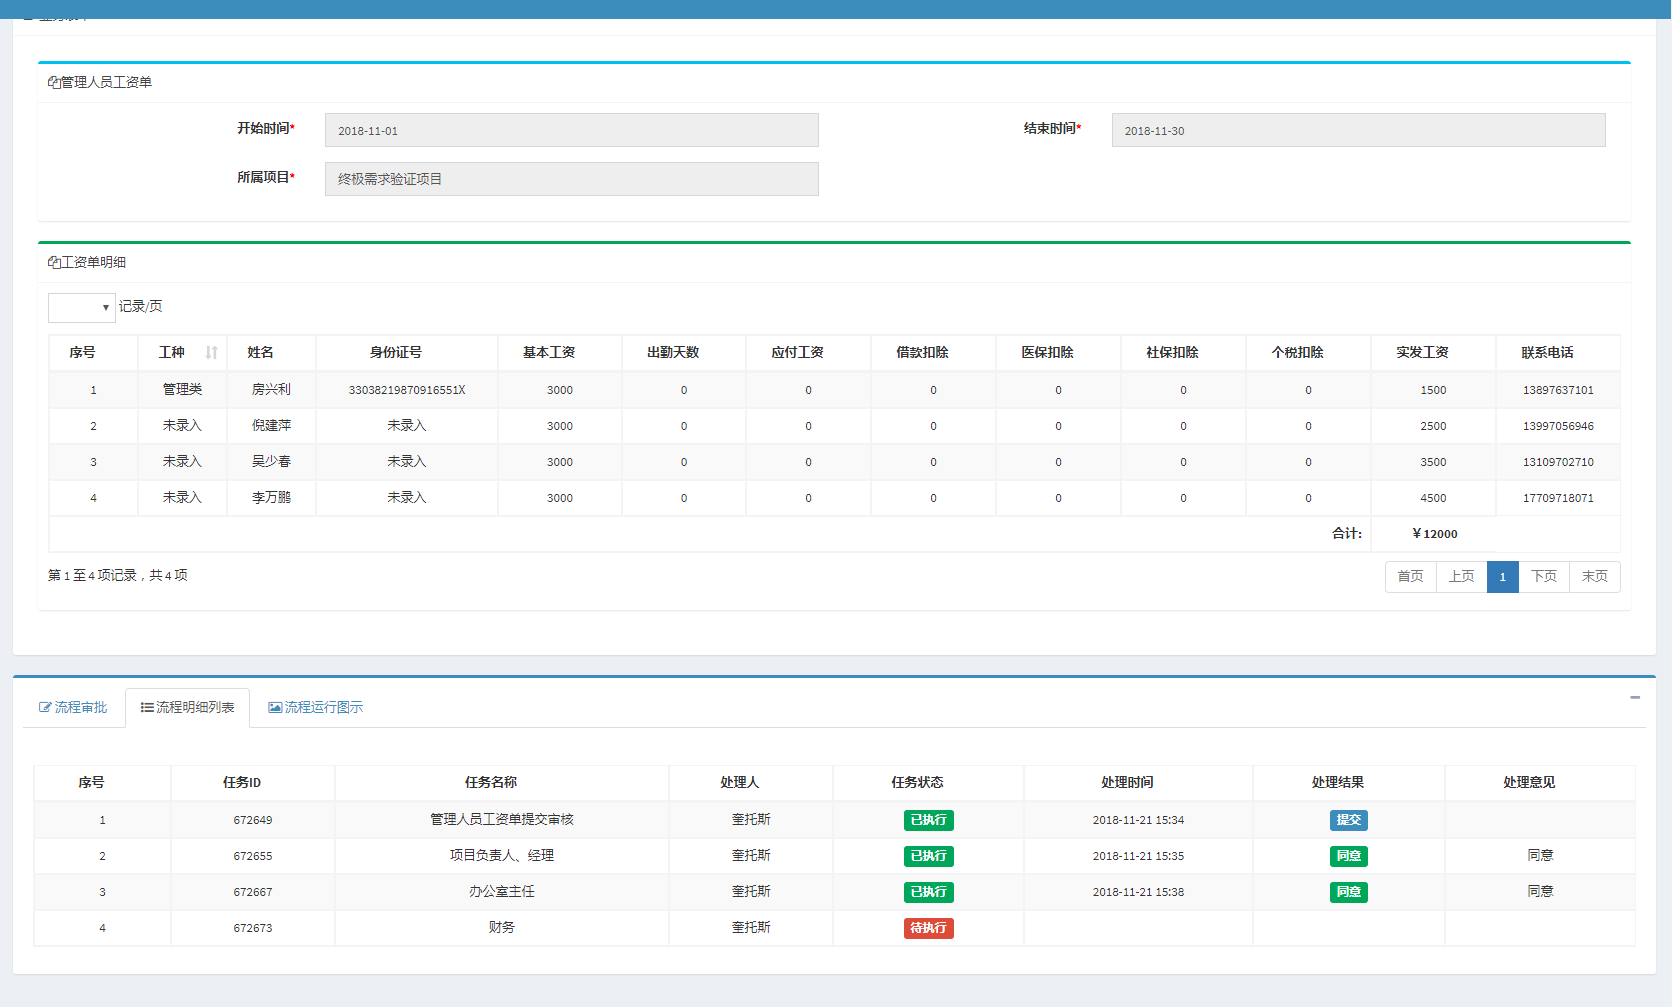 管理人员工资单
开始时间* 2018-11-01 结束时间* 2018-11-30
所属项目* 终极需求验证项目
工资单明细
记录/页
序号 工种 姓名 身份证号 基本工资 出勤天数 应付工资 借款扣除 医保扣除 社保扣除 个税扣除 实发工资 联系电话
1 管理类 房兴利 33038219870916551X 3000 0 0 0 0 0 0 1500 13897637101
2 未录入 倪建萍 未录入 3000 0 0 0 0 0 0 2500 13997056946
3 未录入 吴少春 未录入 3000 0 0 0 0 0 0 3500 13109702710
4 未录入 李万鹏 未录入 3000 0 0 0 0 0 0 4500 17709718071
合计: ￥12000
第 1 至 4 项记录，共 4 项 首页 上页 1 下页 末页
流程审批 流程明细列表 流程运行图示
序号 任务ID 任务名称 处理人 任务状态 处理时间 处理结果 处理意见
1 672649 管理人员工资单提交审核 奎托斯 已执行 2018-11-21 15:34 提交
2 672655 项目负责人、经理 奎托斯 已执行 2018-11-21 15:35 同意 同意
3 672667 办公室主任 奎托斯 已执行 2018-11-21 15:38 同意 同意
4 672673 财务 奎托斯 待执行